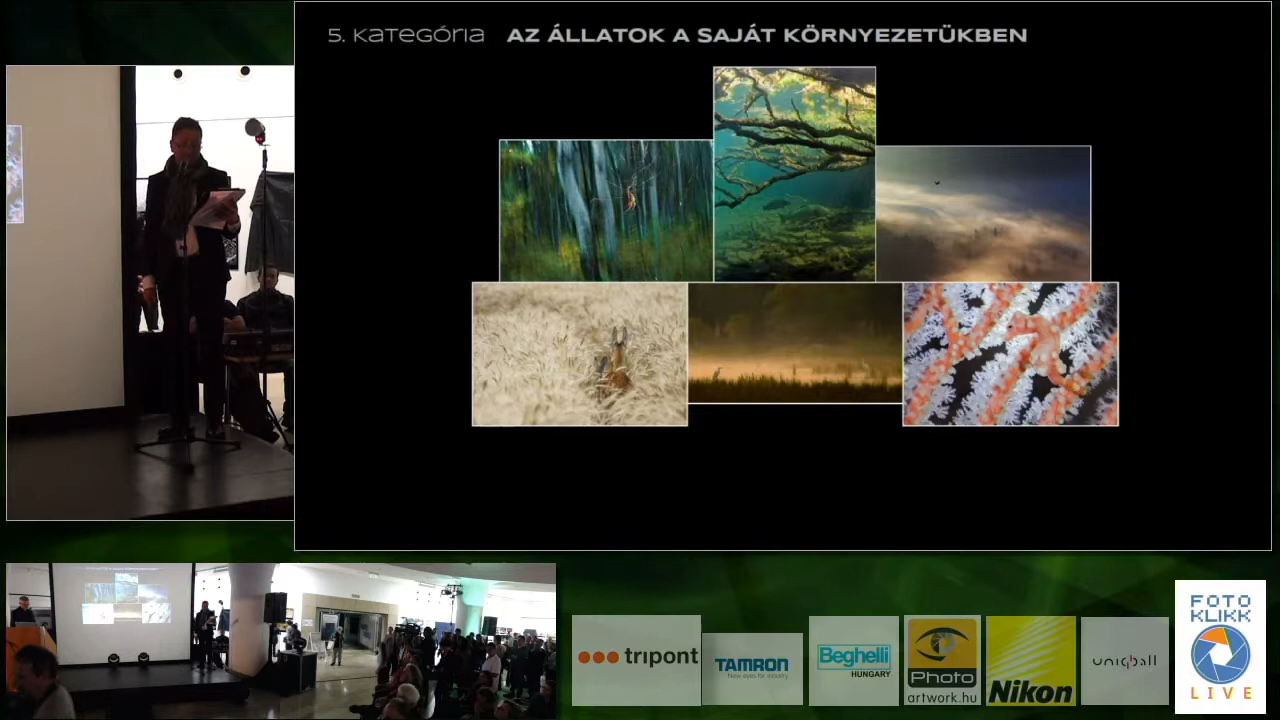 5. kategória AZ ÁLLATOK A SAJÁT KÖRNYEZETÜKBEN
tripont
TAMRON
New eyes for industry
Beghelli
HUNGARY
Photo
artwork.hu
Nikon
uniqball
FOTO
KLIKK
LIVE